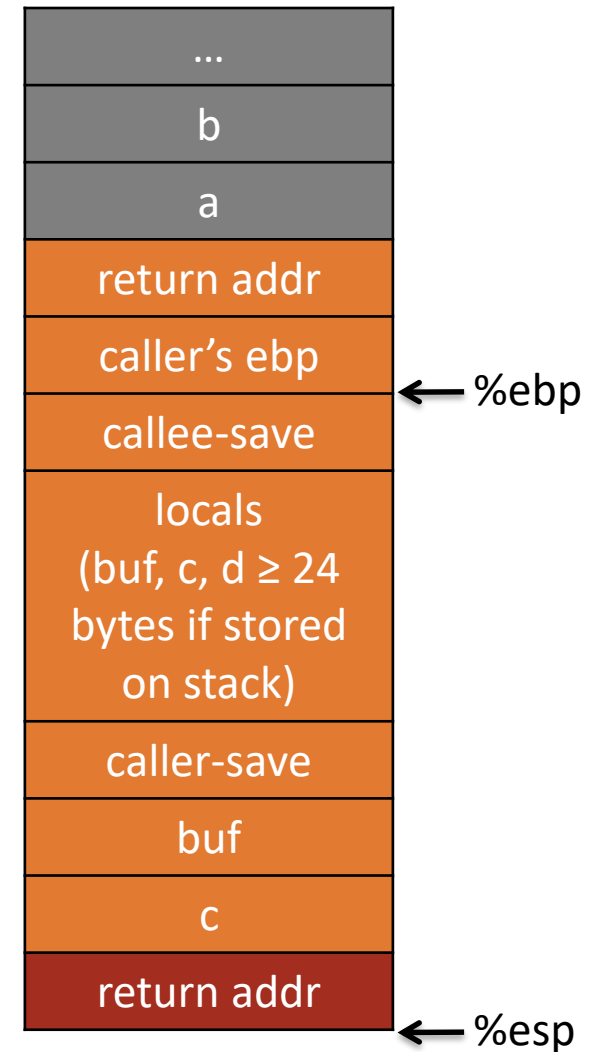 …
b
a
return addr
caller’s ebp
%ebp
callee-save
locals
(buf, c, d ≥ 24
bytes if stored
on stack)
caller-save
buf
c
return addr
%esp